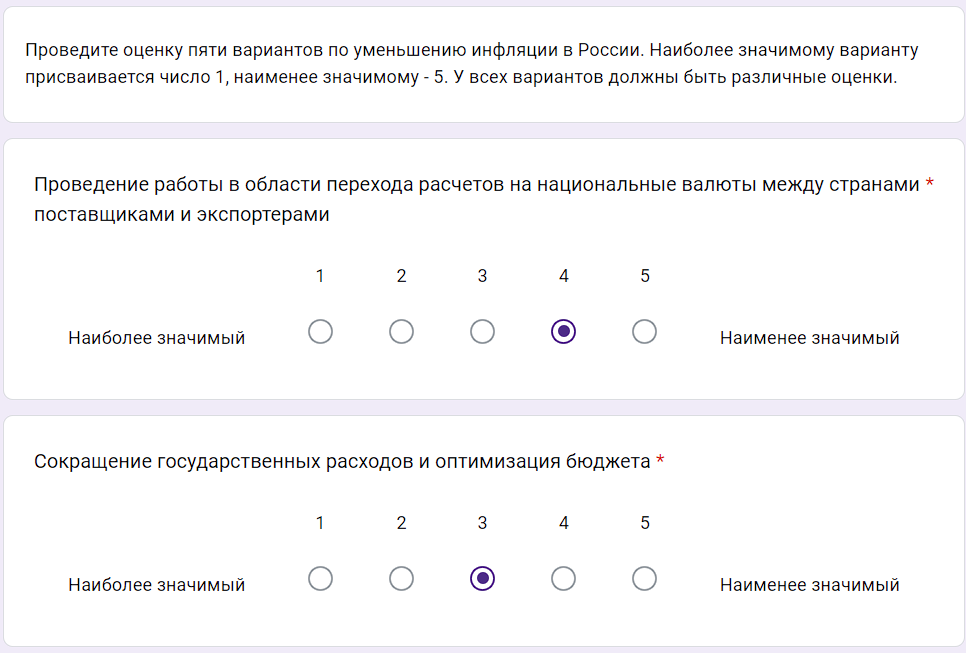 Проведите оценку пяти вариантов по уменьшению инфляции в России. Наиболее значимому варианту
присваивается число 1, наименее значимому - 5. У всех вариантов должны быть различные оценки.
Проведение работы в области перехода расчетов на национальные валюты между странами *
поставщиками и экспортерами
1 2 3 4 5
Наиболее значимый Наименее значимый
Сокращение государственных расходов и оптимизация бюджета *
1 2 3 4 5
Наиболее значимый Наименее значимый